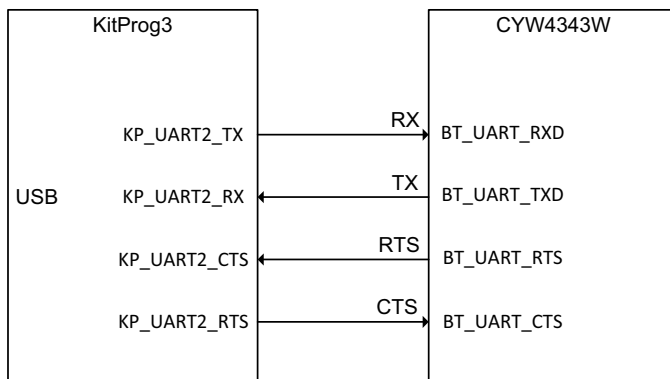 KitProg3
CYW4343W
KP_UART2_TX
RX
BT_UART_RXD
USB
KP_UART2_RX
TX
BT_UART_TXD
KP_UART2_CTS
RTS
BT_UART_RTS
KP_UART2_RTS
CTS
BT_UART_CTS